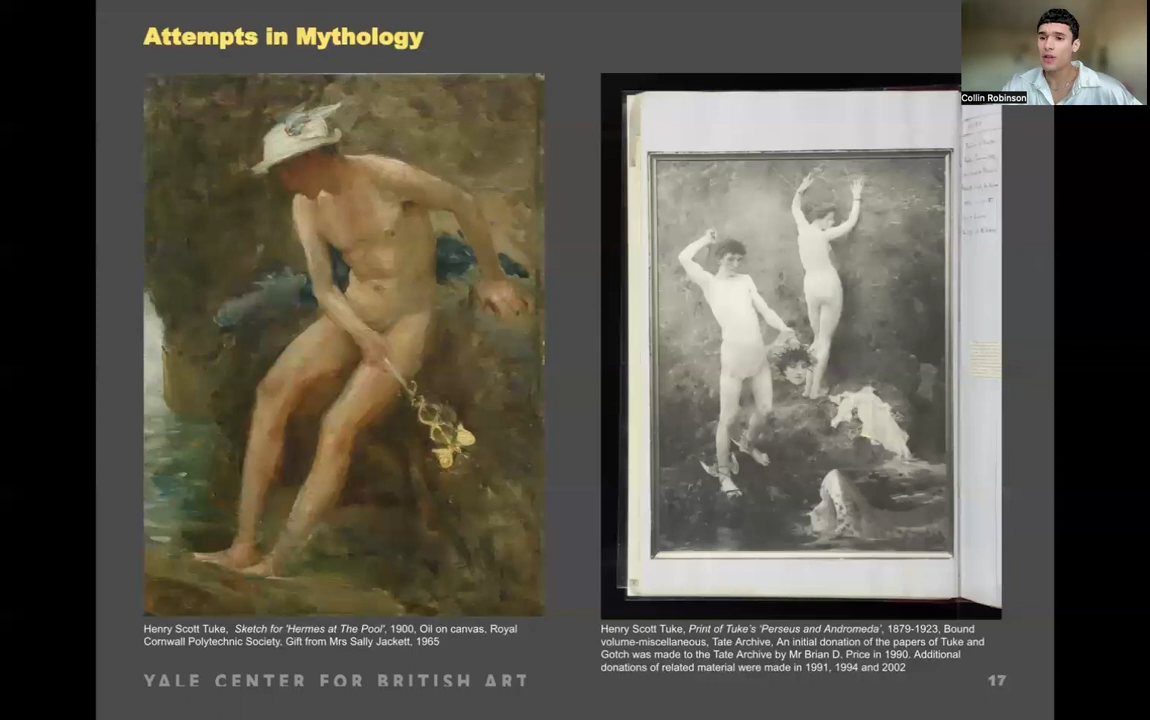 Attempts in Mythology
Collin Robinson
Henry Scott Tuke, Sketch for 'Hermes at The Pool', 1900, Oil on canvas, Royal
Cornwall Polytechnic Society. Gift from Mrs Sally Jackett. 1965
Henry Scott Tuke, Print of Tuke's 'Perseus and Andromeda', 1879-1923, Bound
volume-miscellaneous, Tate Archive, An initial donation of the papers of Tuke and
Gotch was made to the Tate Archive by Mr Brian D. Price in 1990. Additional
donations of related material were made in 1991, 1994 and 2002
YALE CENTER FOR BRITISH ART
17